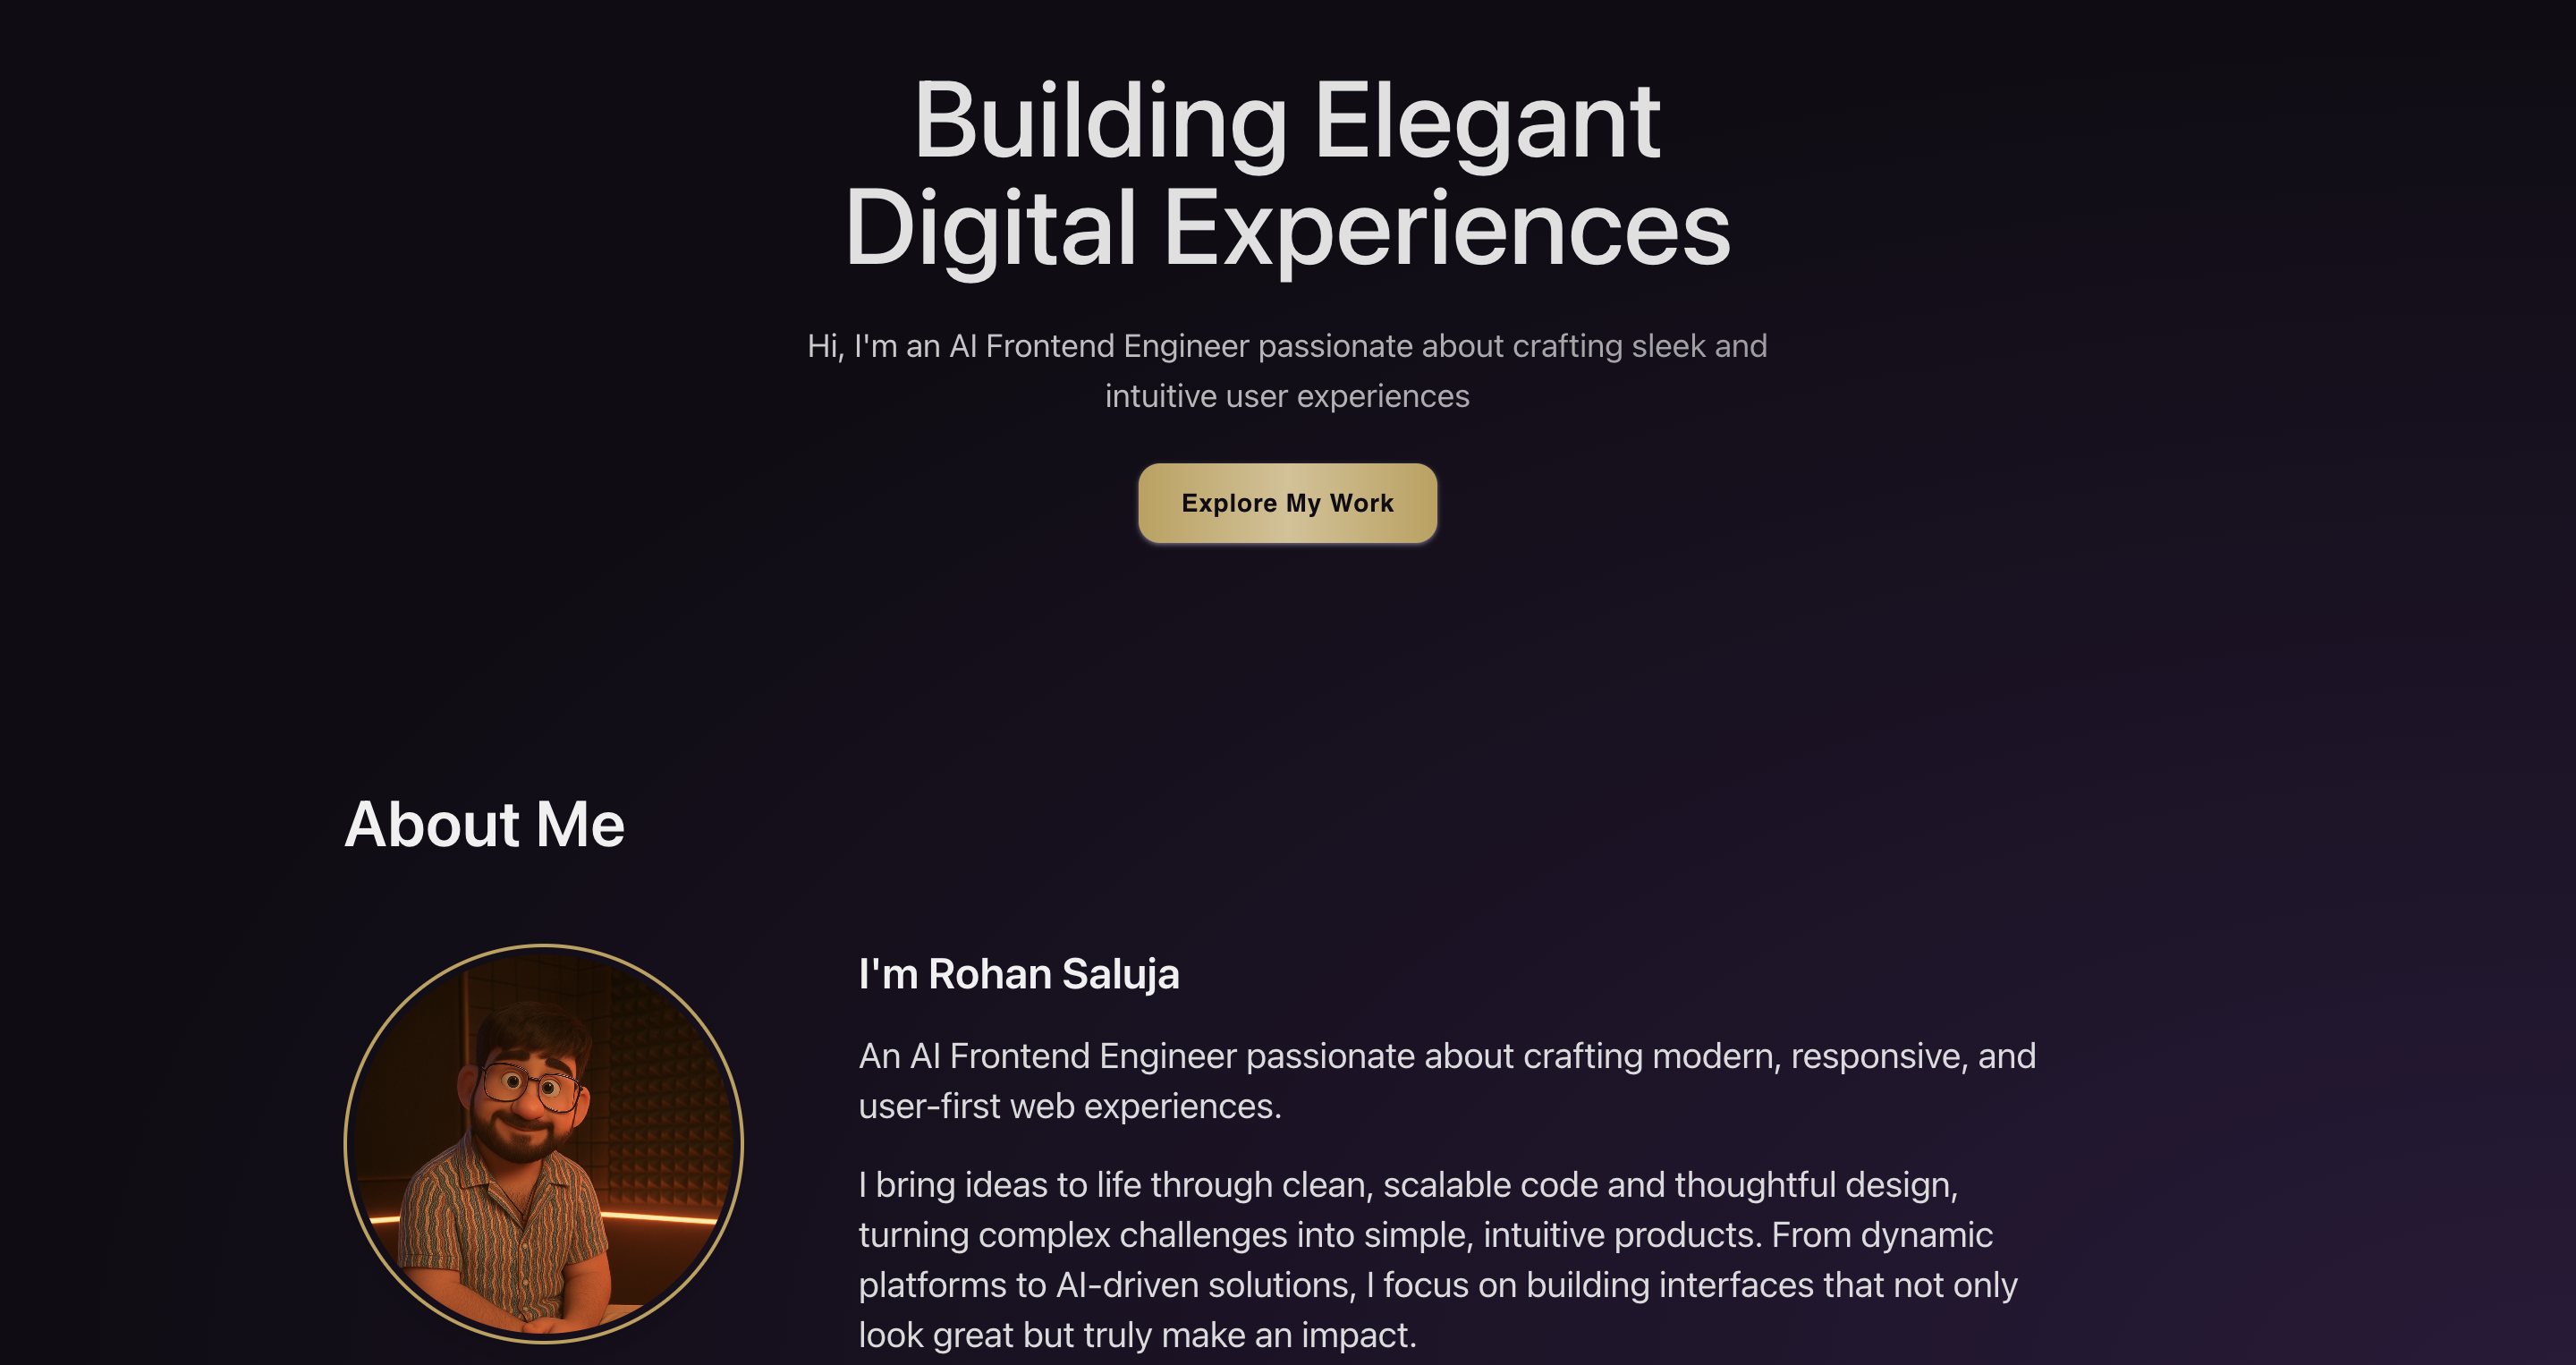 Building Elegant
Digital Experiences
Hi, I'm an AI Frontend Engineer passionate about crafting sleek and
intuitive user experiences
Explore My Work
About Me
I'm Rohan Saluja
An AI Frontend Engineer passionate about crafting modern, responsive, and
user-first web experiences.
I bring ideas to life through clean, scalable code and thoughtful design,
turning complex challenges into simple, intuitive products. From dynamic
platforms to AI-driven solutions, I focus on building interfaces that not only
look great but truly make an impact.